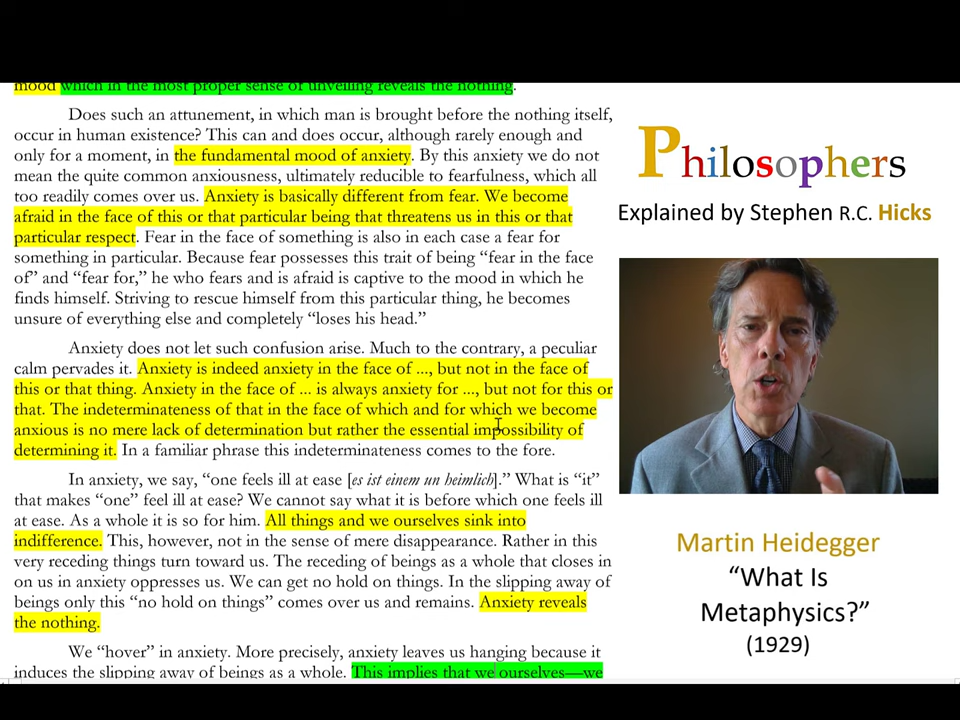 mood which in the most proper sense of unveiling reveals the nothing.
Does such an attunement, in which man is brought before the nothing itself,
occur in human existence? This can and does occur, although rarely enough and
only for a moment, in the fundamental mood of anxiety. By this anxiety we do not
mean the quite common anxiousness, ultimately reducible to fearfulness, which all
too readily comes over us. Anxiety is basically different from fear. We become
afraid in the face of this or that particular being that threatens us in this or that
particular respect. Fear in the face of something is also in each case a fear for
something in particular. Because fear possesses this trait of being “fear in the face
of” and “fear for,” he who fears and is afraid is captive to the mood in which he
finds himself. Striving to rescue himself from this particular thing, he becomes
unsure of everything else and completely “loses his head.”
Anxiety does not let such confusion arise. Much to the contrary, a peculiar
calm pervades it. Anxiety is indeed anxiety in the face of ..., but not in the face of
this or that thing. Anxiety in the face of ... is always anxiety for ..., but not for this or
that. The indeterminateness of that in the face of which and for which we become
anxious is no mere lack of determination but rather the essential impossibility of
determining it. In a familiar phrase this indeterminateness comes to the fore.
In anxiety, we say, “one feels ill at ease [es ist einem un heimlich].” What is “it”
that makes “one” feel ill at ease? We cannot say what it is before which one feels ill
at ease. As a whole it is so for him. All things and we ourselves sink into
indifference. This, however, not in the sense of mere disappearance. Rather in this
very receding things turn toward us. The receding of beings as a whole that closes in
on us in anxiety oppresses us. We can get no hold on things. In the slipping away of
beings only this “no hold on things” comes over us and remains. Anxiety reveals
the nothing.
We “hover” in anxiety. More precisely, anxiety leaves us hanging because it
induces the slipping away of beings as a whole. This implies that we ourselves—we
Philosophers
Explained by Stephen R.C. Hicks
Martin Heidegger
“What Is
Metaphysics?”
(1929)